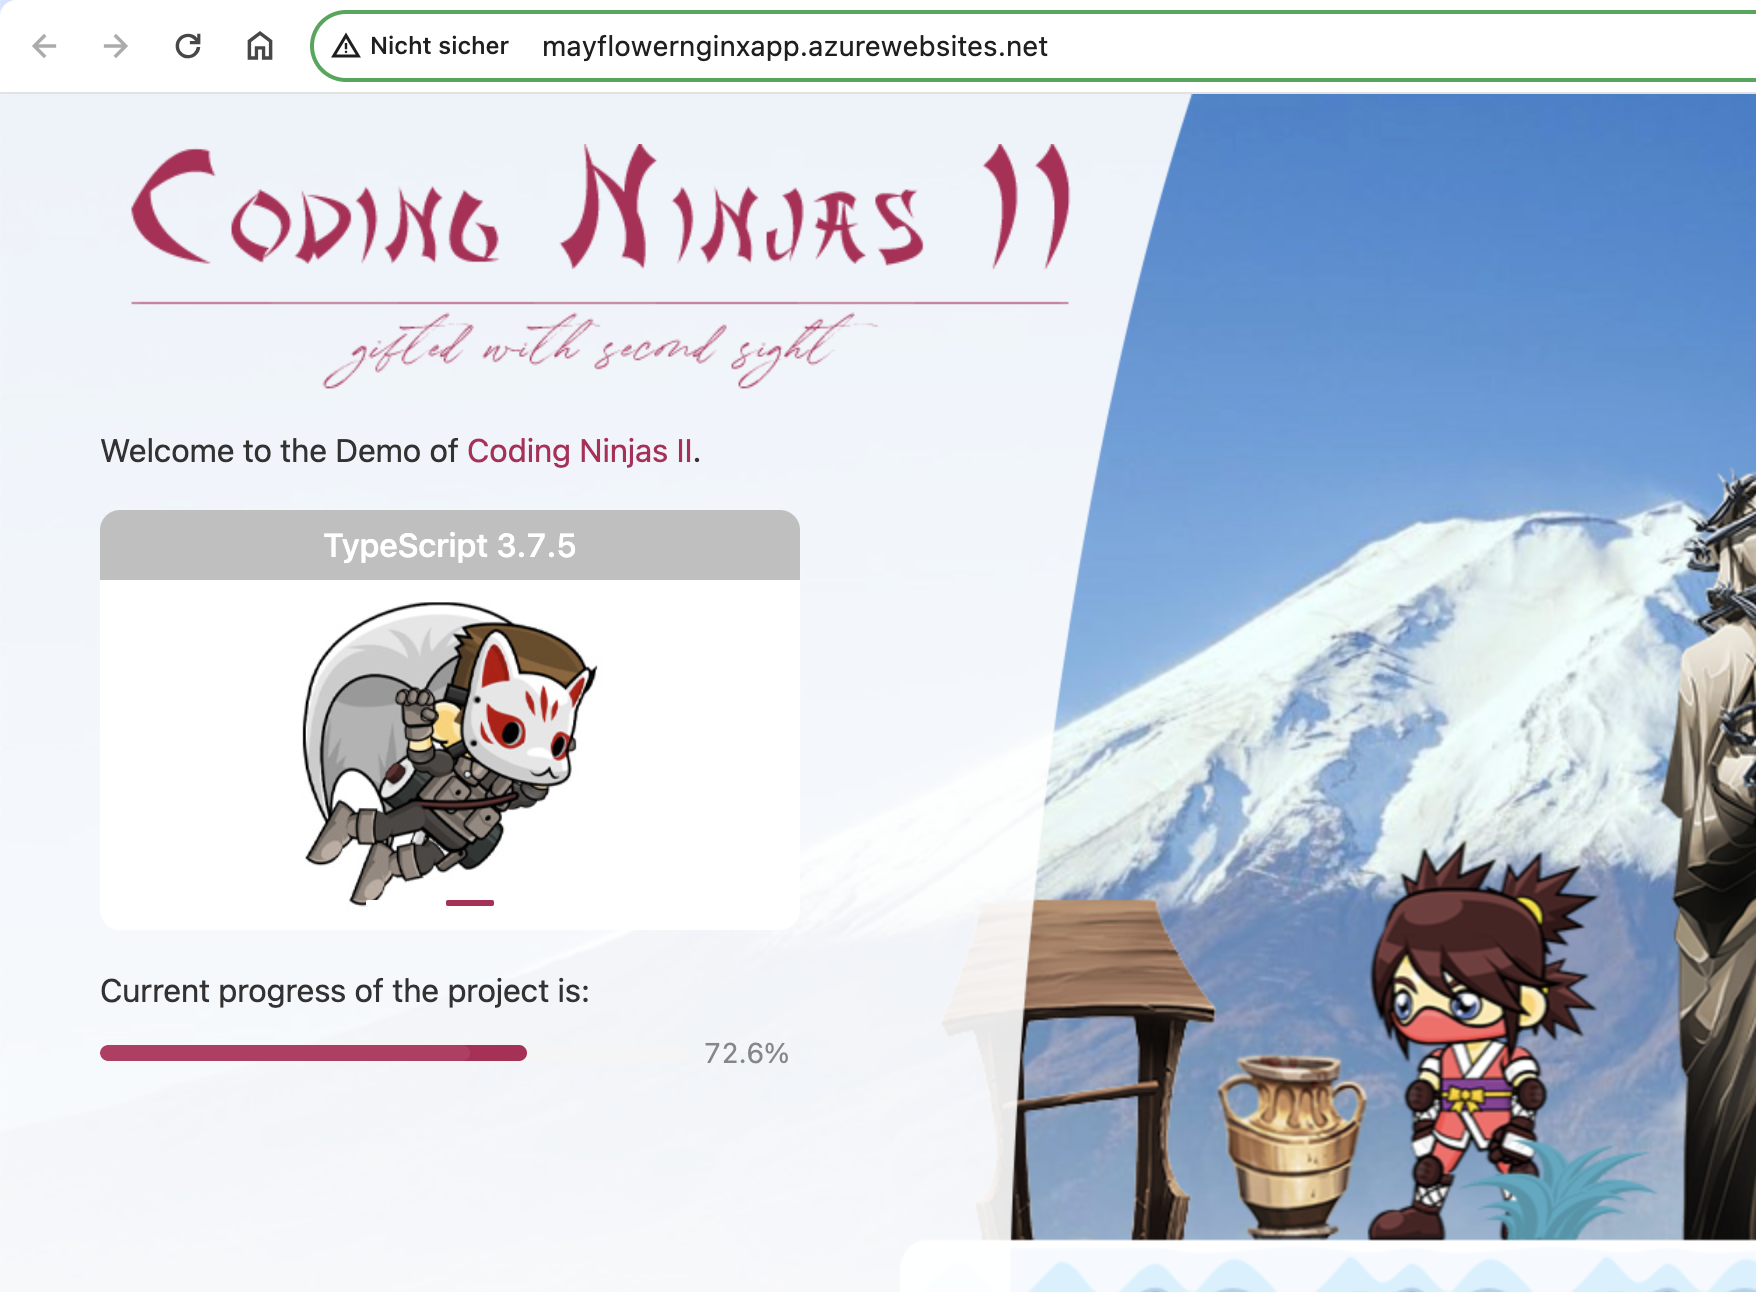 Nicht sicher mayflowernginxapp.azurewebsites.net
Coding Ninjas II
gifted with second sight
Welcome to the Demo of Coding Ninjas II.
TypeScript 3.7.5
Current progress of the project is:
72.6%